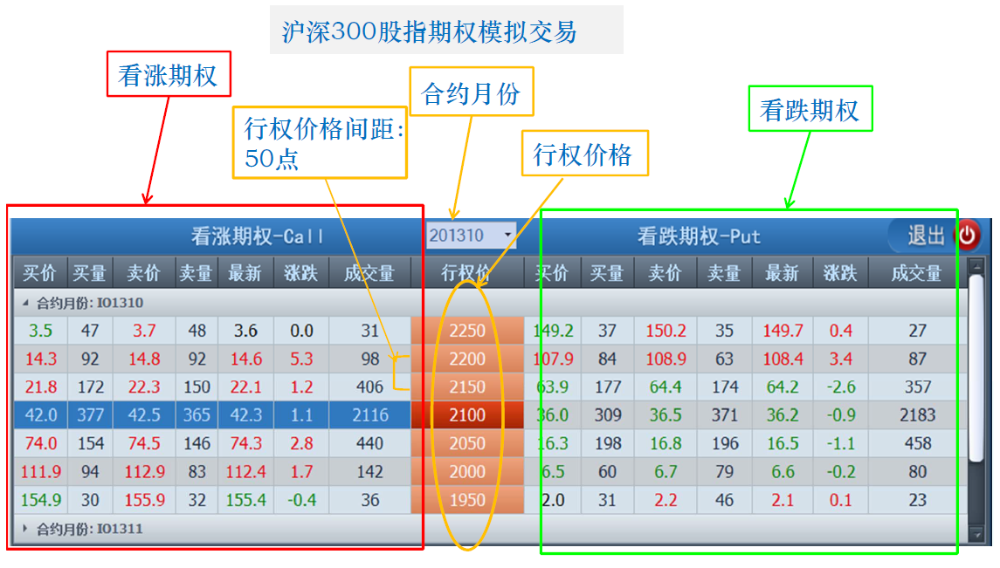 沪深300股指期权模拟交易
看涨期权
合约月份
看跌期权
行权价格间距:
50点
行权价格
看涨期权-Call 201310 看跌期权-Put 退出
买价 买量 卖价 卖量 最新 涨跌 成交量 行权价 买价 买量 卖价 卖量 最新 涨跌 成交量
合约月份: IO1310
3.5 47 3.7 48 3.6 0.0 31 2250 149.2 37 150.2 35 149.7 0.4 27
14.3 92 14.8 92 14.6 5.3 98 2200 107.9 84 108.9 63 108.4 3.4 87
21.8 172 22.3 150 22.1 1.2 406 2150 63.9 177 64.4 174 64.2 -2.6 357
42.0 377 42.5 365 42.3 1.1 2116 2100 36.0 309 36.5 371 36.2 -0.9 2183
74.0 154 74.5 146 74.3 2.8 440 2050 16.3 198 16.8 196 16.5 -1.1 458
111.9 94 112.9 83 112.4 1.7 142 2000 6.5 60 6.7 79 6.6 -0.2 80
154.9 30 155.9 32 155.4 -0.4 36 1950 2.0 31 2.2 46 2.1 0.1 23
合约月份: IO1311